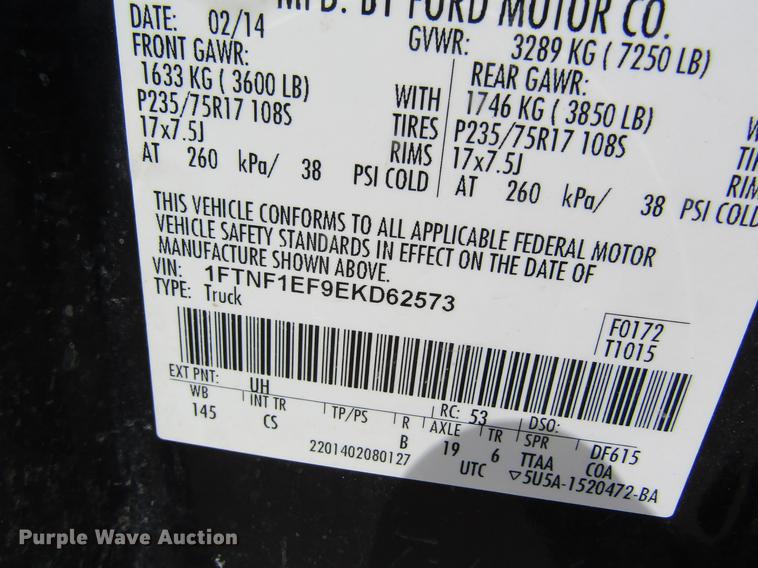 MFD. BY FORD MOTOR CO.
DATE: 02/14 GVWR: 3289 KG ( 7250 LB)
FRONT GAWR: REAR GAWR:
1633 KG ( 3600 LB) WITH 1746 KG ( 3850 LB)
P235/75R17 108S TIRES P235/75R17 108S
17x7.5J RIMS 17x7.5J
AT 260 kPa/ 38 PSI COLD AT 260 kPa/ 38 PSI COLD
THIS VEHICLE CONFORMS TO ALL APPLICABLE FEDERAL MOTOR
VEHICLE SAFETY STANDARDS IN EFFECT ON THE DATE OF
MANUFACTURE SHOWN ABOVE.
VIN: 1FTNF1EF9EKD62573
TYPE: Truck
F0172
T1015
EXT PNT: UH RC: 53 DSO:
WB INT TR TP/PS R AXLE TR SPR DF615
145 CS B 19 6 TTAA COA
2201402080127 UTC ▽5U5A-1520472-BA
Purple Wave Auction